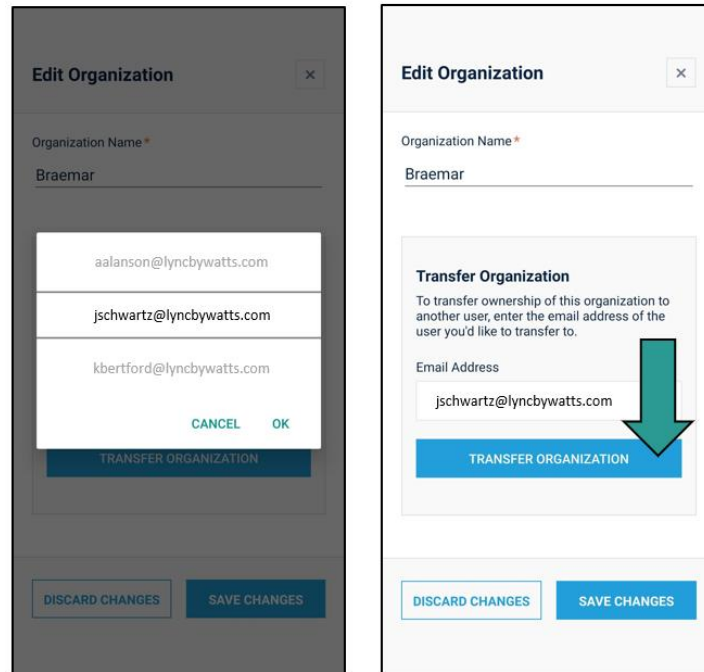 Edit Organization
Organization Name*
Braemar
aalanson@lyncbywatts.com
jschwartz@lyncbywatts.com
kbertford@lyncbywatts.com
CANCEL OK
TRANSFER ORGANIZATION
DISCARD CHANGES SAVE CHANGES
Edit Organization
Organization Name*
Braemar
Transfer Organization
To transfer ownership of this organization to
another user, enter the email address of the
user you'd like to transfer to.
Email Address
jschwartz@lyncbywatts.com
TRANSFER ORGANIZATION
DISCARD CHANGES SAVE CHANGES